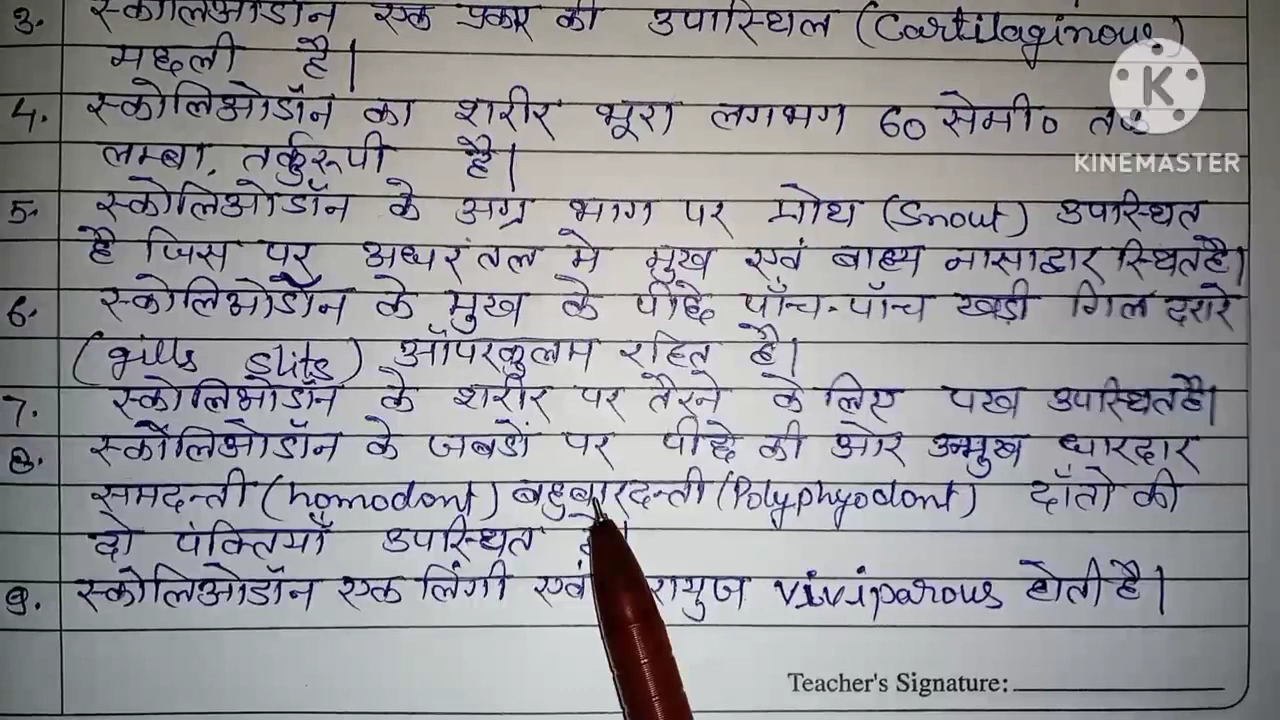 3. स्कोलिओडॉन एक प्रकार की उपास्थिल (Cartilaginous)
मछली है।
4. स्कोलिओडॉन का शरीर भूरा लगभग 60 सेमी० तक
लम्बा, तर्कुरूपी है।
5. स्कोलिओडॉन के अग्र भाग पर प्रोथ (Snout) उपस्थित
है जिस पर अधरंतल मे मुख एवं बाह्य नासाद्वार स्थित है।
6. स्कोलिओडॉन के मुख के पीछे पाँच-पाँच खड़ी गिल दरारे
(gills slits) ऑपरकुलम रहित है।
7. स्कोलिओडॉन के शरीर पर तैरने के लिए पख उपस्थित है।
8. स्कोलिओडॉन के जबडों पर पीछे की ओर उन्मुख धारदार
समदन्ती (homodont) बहुबारदन्ती (Polyphyodont) दाँतो की
दो पंक्तियाँ उपस्थित
9. स्कोलिओडॉन एक लिंगी एवं viviparous होती है।
Teacher's Signature:
K
KINEMASTER